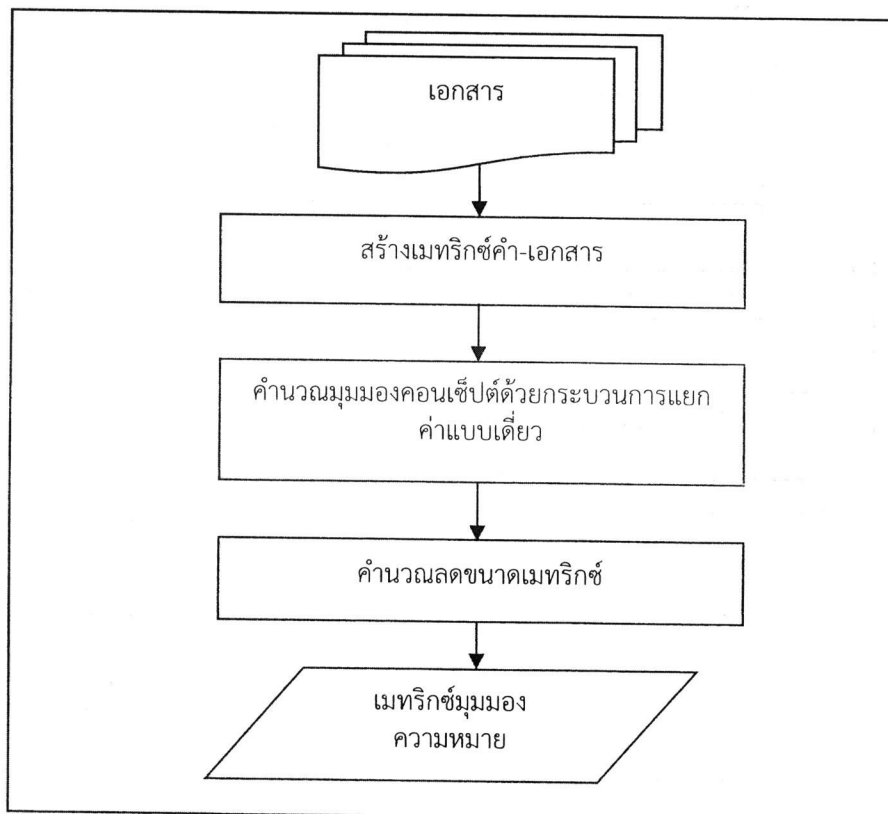 เอกสาร
สร้างเมทริกซ์คำ-เอกสาร
คำนวณมุมมองคอนเซ็ปต์ด้วยกระบวนการแยก
ค่าแบบเดี่ยว
คำนวณลดขนาดเมทริกซ์
เมทริกซ์มุมมอง
ความหมาย